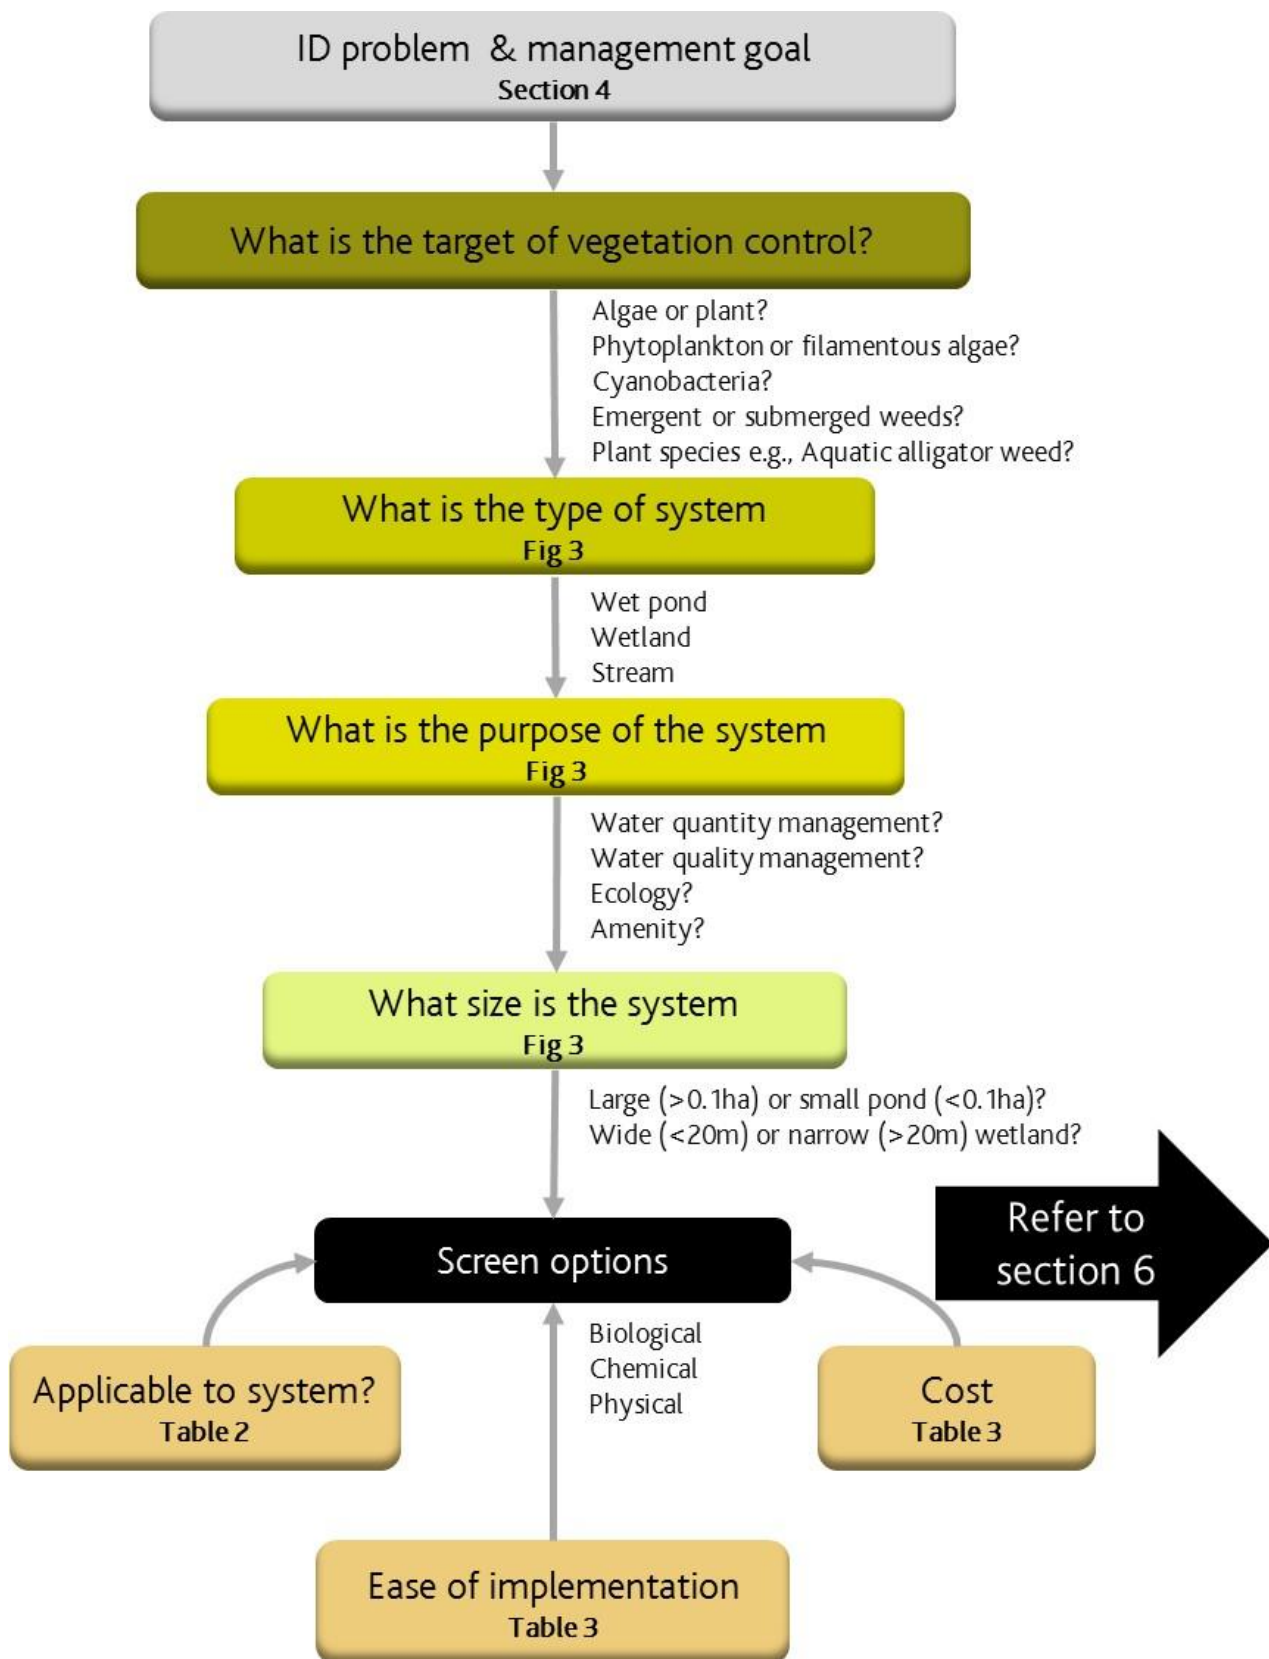 ID problem & management goal
Section 4
What is the target of vegetation control?
Algae or plant?
Phytoplankton or filamentous algae?
Cyanobacteria?
Emergent or submerged weeds?
Plant species e.g., Aquatic alligator weed?
What is the type of system
Fig 3
Wet pond
Wetland
Stream
What is the purpose of the system
Fig 3
Water quantity management?
Water quality management?
Ecology?
Amenity?
What size is the system
Fig 3
Large (>0.1ha) or small pond (<0.1ha)?
Wide (<20m) or narrow (>20m) wetland?
Refer to
section 6
Screen options
Biological
Chemical
Physical
Applicable to system?
Table 2
Cost
Table 3
Ease of implementation
Table 3